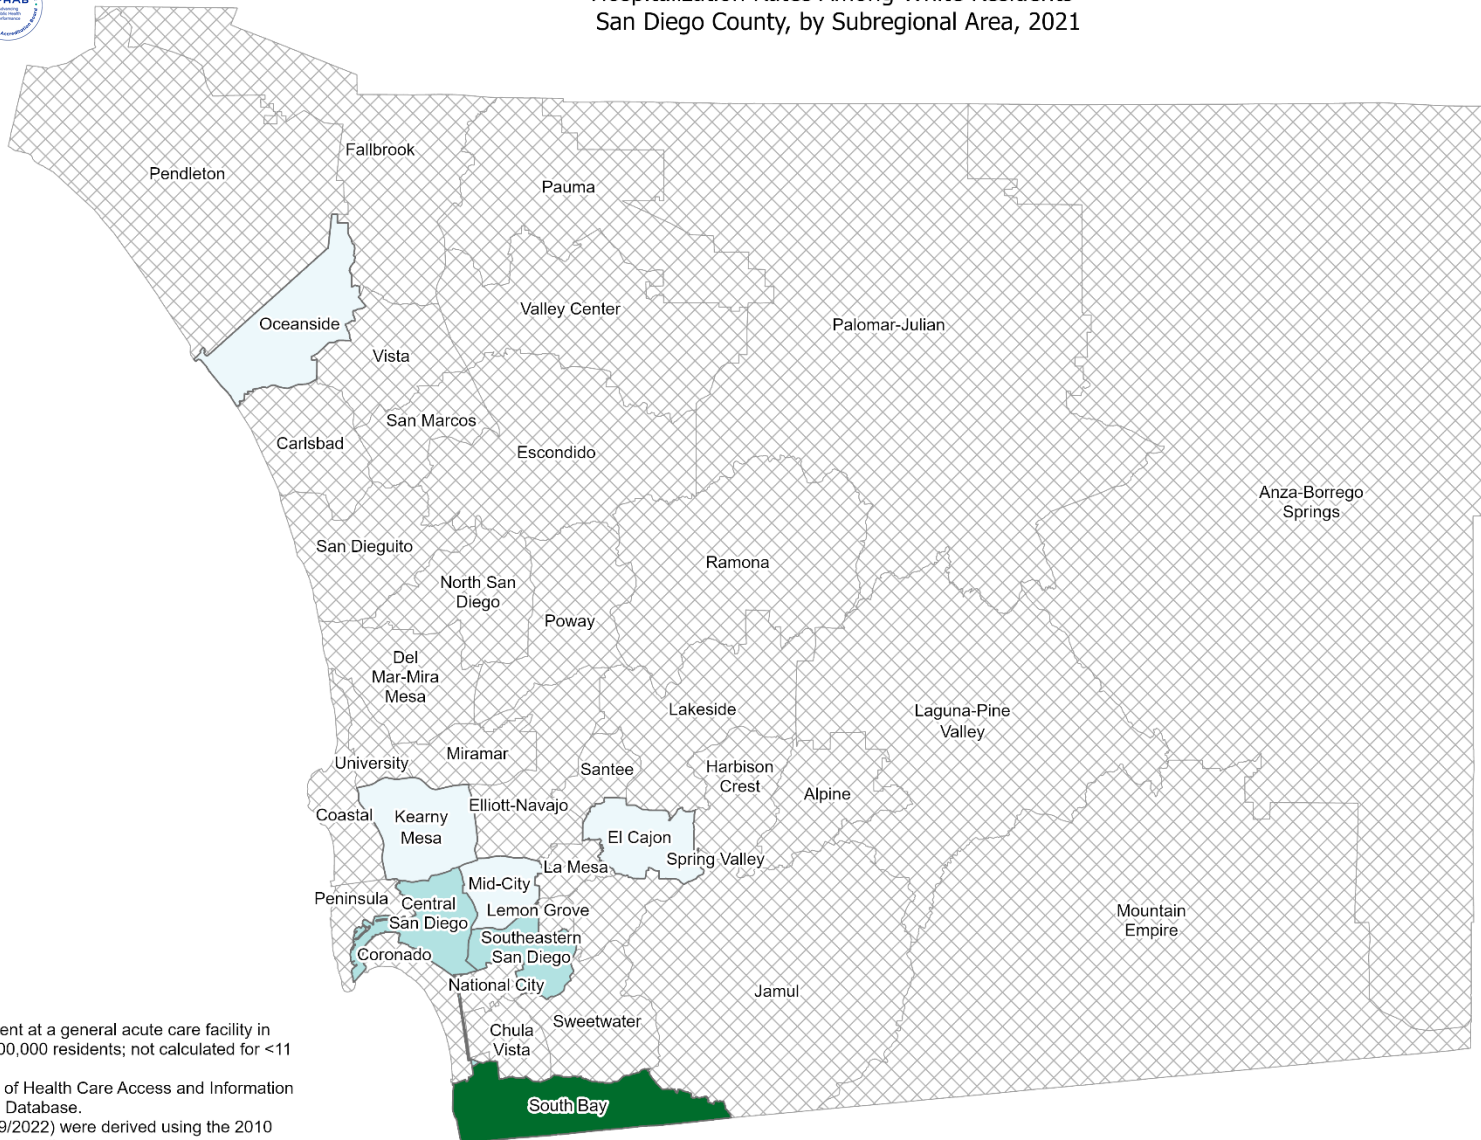 San Diego County, by Subregional Area, 2021
Fallbrook
Pendleton
Pauma
Valley Center
Oceanside
Palomar-Julian
Vista
San Marcos
Carlsbad
Escondido
Anza-Borrego
Springs
San Dieguito
Ramona
North San
Diego
Poway
Del
Mar-Mira
Mesa
Lakeside
Laguna-Pine
Valley
Miramar
University
Santee
Harbison
Crest
Alpine
Elliott-Navajo
Coastal
Kearny
Mesa
El Cajon
Spring Valley
La Mesa
Mid-City
Peninsula
Central
San Diego
Lemon Grove
Mountain
Empire
Southeastern
San Diego
Coronado
National City
Jamul
Sweetwater
Chula
Vista
South Bay
ent at a general acute care facility in
00,000 residents; not calculated for <11
of Health Care Access and Information
Database.
9/2022) were derived using the 2010